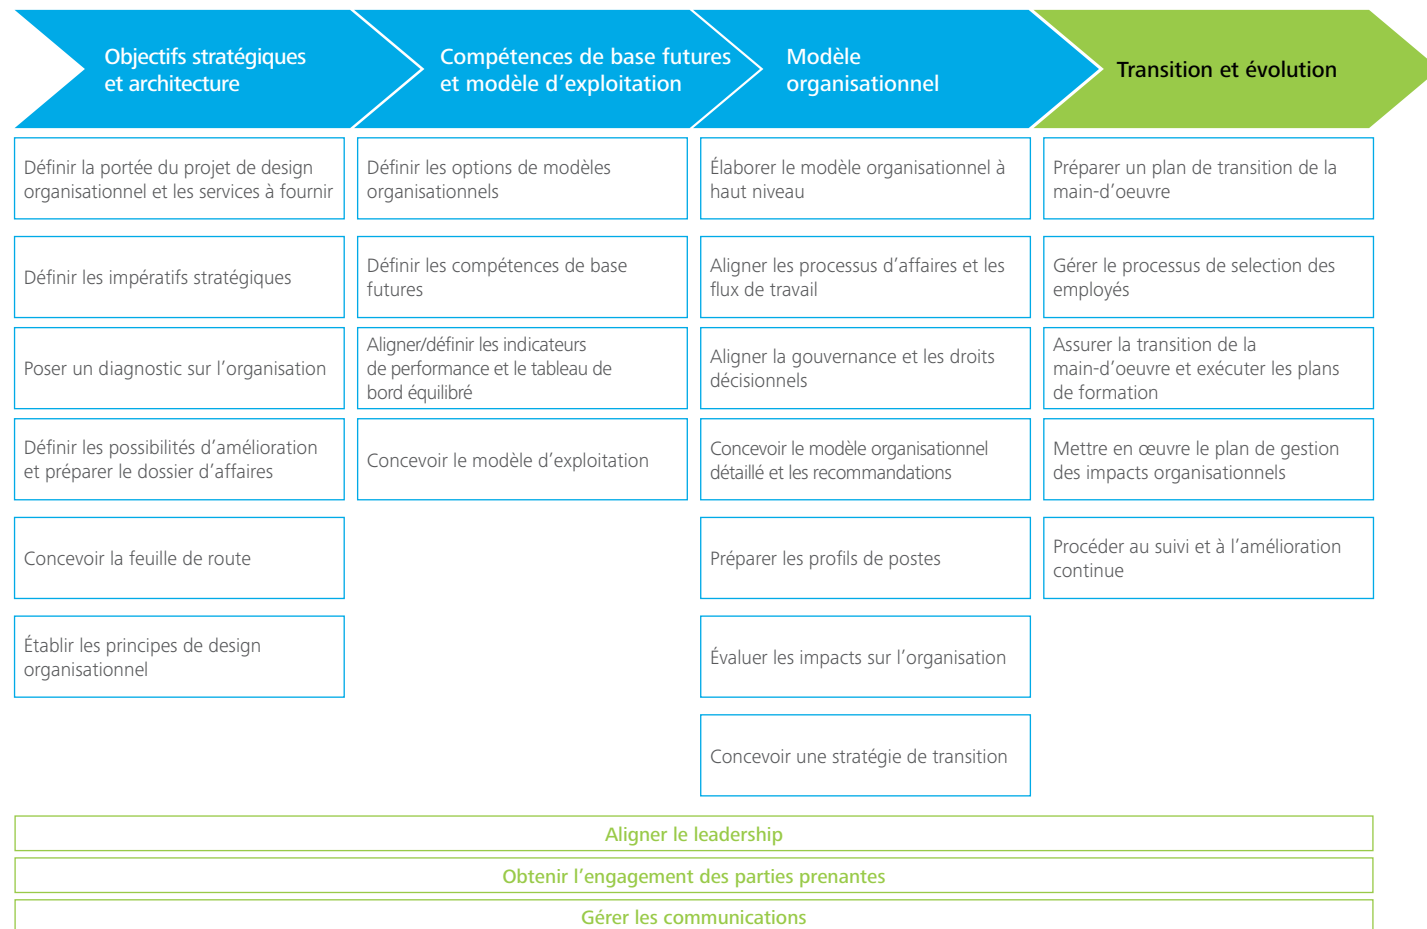 Objectifs stratégiques
et architecture
Compétences de base futures
et modèle d'exploitation
Modèle
organisationnel
Transition et évolution
Définir la portée du projet de design
organisationnel et les services à fournir
Définir les impératifs stratégiques
Poser un diagnostic sur l'organisation
Définir les possibilités d'amélioration
et préparer le dossier d'affaires
Concevoir la feuille de route
Établir les principes de design
organisationnel
Définir les options de modèles
organisationnels
Définir les compétences de base
futures
Aligner/définir les indicateurs
de performance et le tableau de
bord équilibré
Concevoir le modèle d'exploitation
Élaborer le modèle organisationnel à
haut niveau
Aligner les processus d'affaires et les
flux de travail
Aligner la gouvernance et les droits
décisionnels
Concevoir le modèle organisationnel
détaillé et les recommandations
Préparer les profils de postes
Évaluer les impacts sur l'organisation
Concevoir une stratégie de transition
Préparer un plan de transition de la
main-d'oeuvre
Gérer le processus de selection des
employés
Assurer la transition de la
main-d'oeuvre et exécuter les plans
de formation
Mettre en œuvre le plan de gestion
des impacts organisationnels
Procéder au suivi et à l'amélioration
continue
Aligner le leadership
Obtenir l'engagement des parties prenantes
Gérer les communications